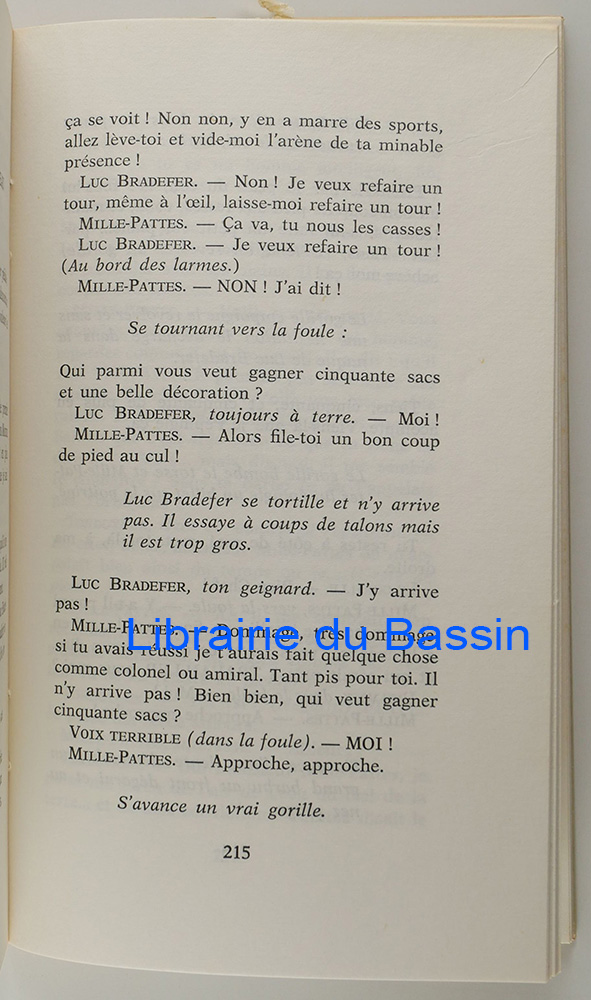 ça se voit ! Non non, y en a marre des sports,
allez lève-toi et vide-moi l'arène de ta minable
présence !
LUC BRADEFER. — Non ! Je veux refaire un
tour, même à l'œil, laisse-moi refaire un tour !
MILLE-PATTES. — Ça va, tu nous les casses !
LUC BRADEFER. — Je veux refaire un tour !
(Au bord des larmes.)
MILLE-PATTES. — NON ! J'ai dit !
Se tournant vers la foule :
Qui parmi vous veut gagner cinquante sacs
et une belle décoration ?
LUC BRADEFER, toujours à terre. — Moi !
MILLE-PATTES. — Alors file-toi un bon coup
de pied au cul !
Luc Bradefer se tortille et n'y arrive
pas. Il essaye à coups de talons mais
il est trop gros.
LUC BRADEFER, ton geignard. — J'y arrive
pas !
MILLE-PATTES. — Dommage, très dommage,
si tu avais réussi je t'aurais fait quelque chose
comme colonel ou amiral. Tant pis pour toi. Il
n'y arrive pas ! Bien bien, qui veut gagner
cinquante sacs ?
VOIX TERRIBLE (dans la foule). — MOI !
MILLE-PATTES. — Approche, approche.
S'avance un vrai gorille.
215
Librairie du Bassin